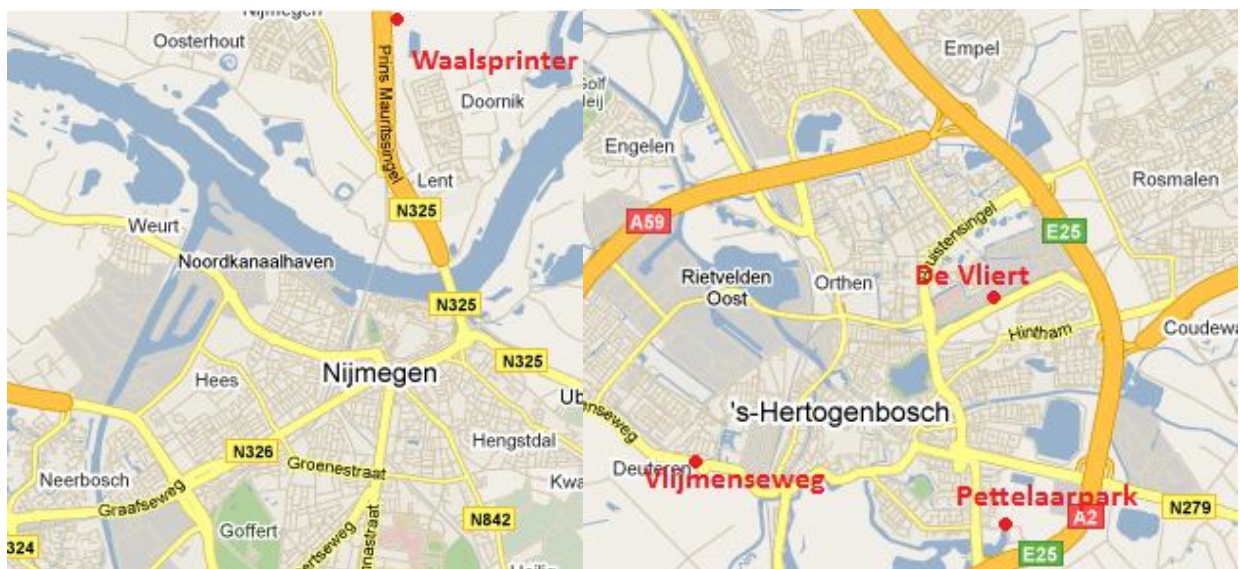 Nijmegen
Oosterhout
Waalsprinter
Prins Mauritssingel
Doornik
Lent
N325
Weurt
Noordkanaalhaven
N325
Nijmegen
N325
Hees
N326
Hengstdal
Groenestraat
Neerbosch
Graafseweg
Goffert
N842
324
Empel
Engelen
Rosmalen
A59
E25
Rietvelden
Oost
Orthen
De Vliert
Hintham
's-Hertogenbosch
Deuteren
Vlijmenseweg
Pettelaarpark
A2
N279
E25